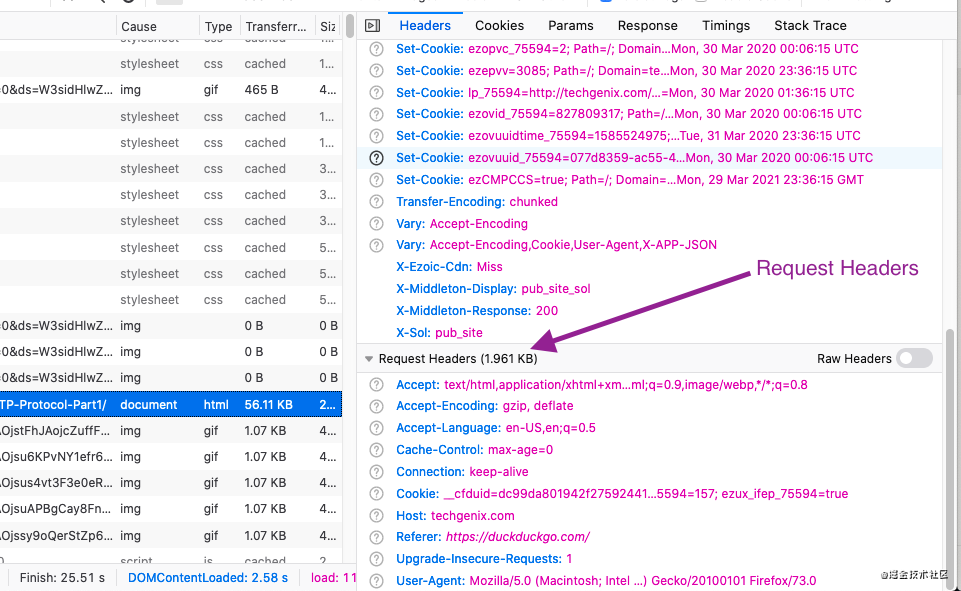 Cause Type Transferr... Siz
Headers Cookies Params Response Timings Stack Trace
stylesheet css cached
Set-Cookie: ezopvc_75594=2; Path=/; Domain...Mon, 30 Mar 2020 00:06:15 UTC
stylesheet css cached 1...
Set-Cookie: ezepvv=3085; Path=/; Domain=te...Mon, 30 Mar 2020 23:36:15 UTC
=0&ds=W3sidHlwZ... img gif 465 B 4...
Set-Cookie: lp_75594=http://techgenix.com/...=Mon, 30 Mar 2020 01:36:15 UTC
stylesheet css cached 1...
Set-Cookie: ezovid_75594=827809317; Path=/...Mon, 30 Mar 2020 00:06:15 UTC
stylesheet css cached 1...
Set-Cookie: ezovuuidtime_75594=1585524975;...Tue, 31 Mar 2020 23:36:15 UTC
stylesheet css cached 3...
Set-Cookie: ezovuuid_75594=077d8359-ac55-4...Mon, 30 Mar 2020 00:06:15 UTC
stylesheet css cached 3...
Set-Cookie: ezCMPCCS=true; Path=/; Domain=...Mon, 29 Mar 2021 23:36:15 GMT
stylesheet css cached 3...
Transfer-Encoding: chunked
Vary: Accept-Encoding
stylesheet css cached 5...
Vary: Accept-Encoding,Cookie,User-Agent,X-APP-JSON
stylesheet css cached 5...
X-Ezoic-Cdn: Miss
Request Headers
stylesheet css cached 5...
X-Middleton-Display: pub_site_sol
=0&ds=W3sidHlwZ... img 0 B 0 B
X-Middleton-Response: 200
X-Sol: pub_site
=0&ds=W3sidHlwZ... img 0 B 0 B
Request Headers (1.961 KB) Raw Headers
=0&ds=W3sidHlwZ... img 0 B 0 B
Accept: text/html,application/xhtml+xm...ml;q=0.9,image/webp,*/*;q=0.8
TP-Protocol-Part1/ document html 56.11 KB 2...
Accept-Encoding: gzip, deflate
OjstFhJAojcZuffF... img gif 1.07 KB 4...
Accept-Language: en-US,en;q=0.5
Ojsu6KPvNY1efr6... img gif 1.07 KB 4...
Cache-Control: max-age=0
Connection: keep-alive
Ojsus4vt3F3e0eR... img gif 1.07 KB 4...
Cookie: __cfduid=dc99da801942f27592441...5594=157; ezux_ifep_75594=true
OjsuAPBgCay8Fn... img gif 1.07 KB 4...
Host: techgenix.com
Ojssy9oQerStZp6... img gif 1.07 KB 4...
Referer: https://duckduckgo.com/
script js cached 2...
Upgrade-Insecure-Requests: 1
Finish: 25.51 s DOMContentLoaded: 2.58 s load: 11
User-Agent: Mozilla/5.0 (Macintosh; Intel ...) Gecko/20100101 Firefox/73.0
@掘金技术社区